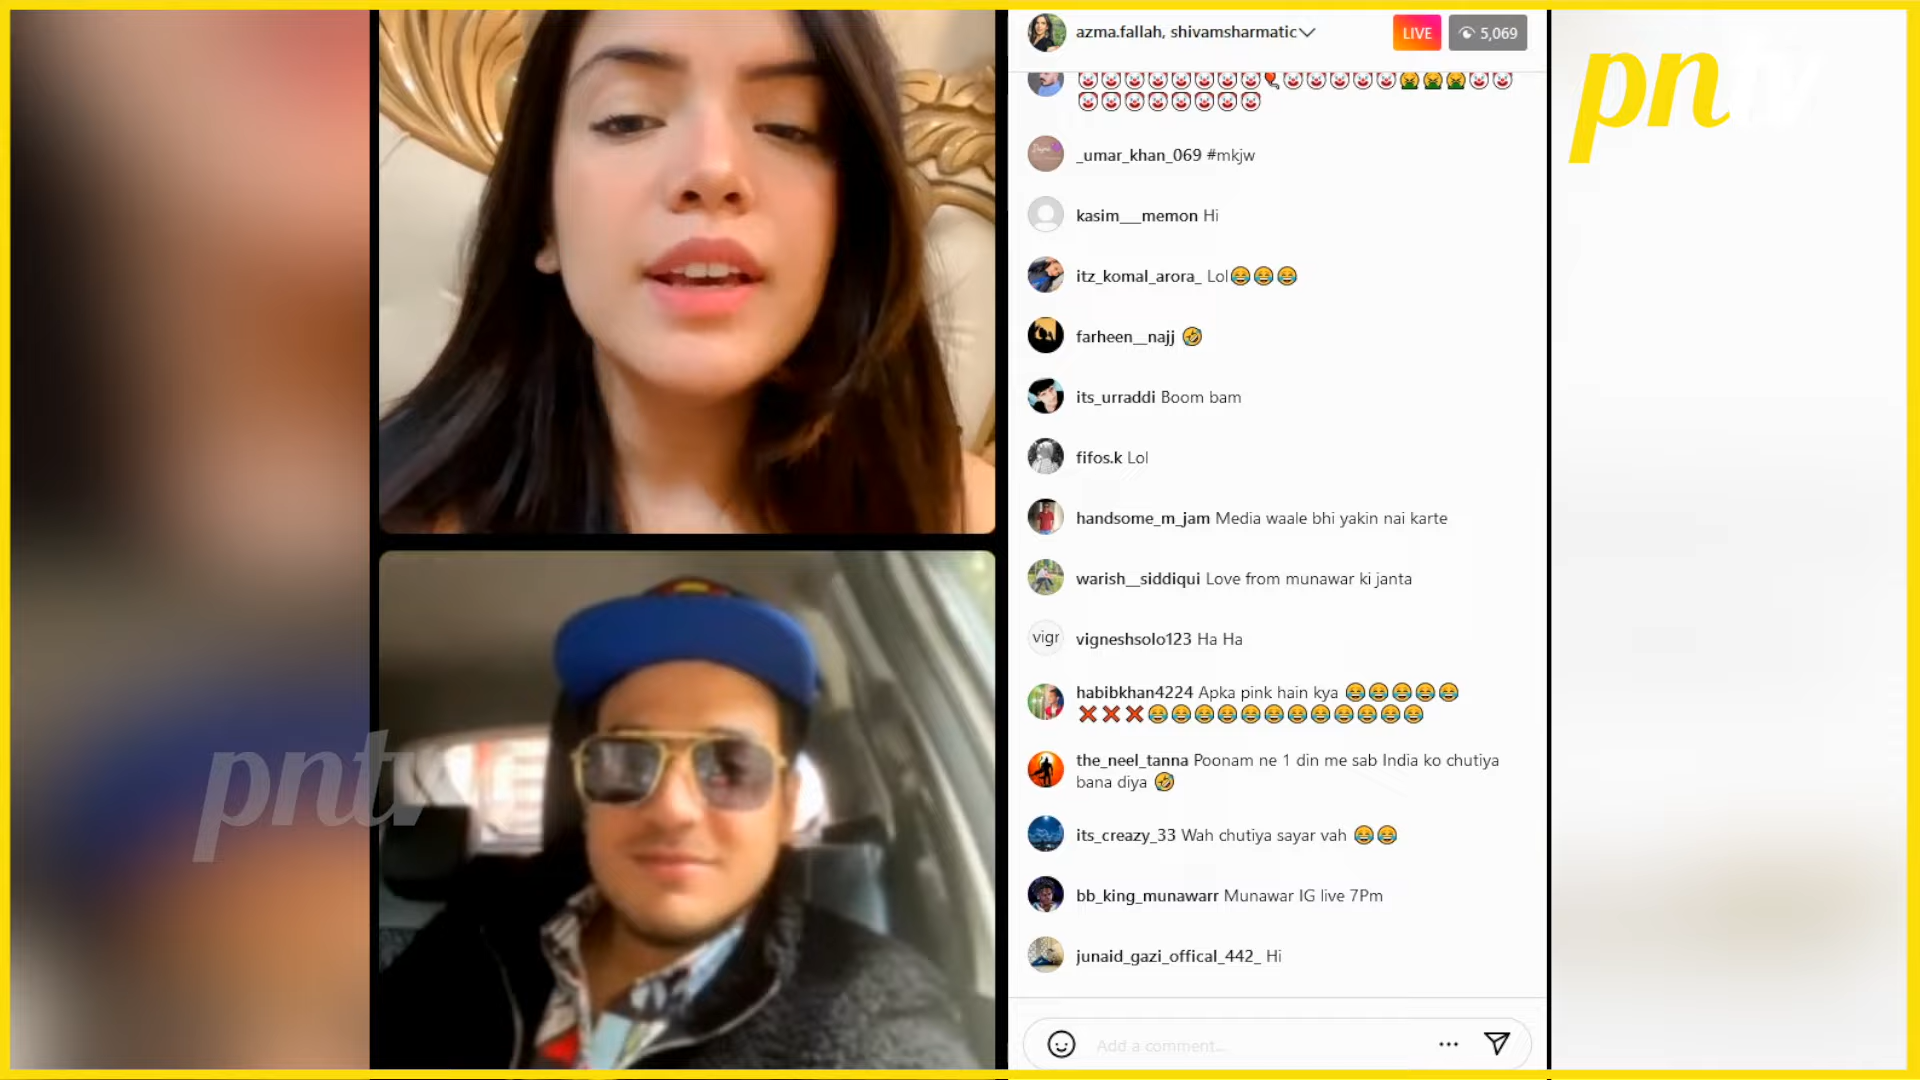 azma.fallah, shivamsharmatic
LIVE
5,069
pntv
🤡🤡🤡🤡🤡🤡🤡🤡🎈🤡🤡🤡🤡🤡🤮🤮🤮🤡🤡
🤡🤡🤡🤡🤡🤡🤡🤡
_umar_khan_069 #mkjw
kasim___memon Hi
itz_komal_arora_ Lol😂😂😂
farheen__najj 🤣
its_urraddi Boom bam
fifos.k Lol
handsome_m_jam Media waale bhi yakin nai karte
warish__siddiqui Love from munawar ki janta
vigr
vigneshsolo123 Ha Ha
habibkhan4224 Apka pink hain kya 😂😂😂😂😂
❌❌❌😂😂😂😂😂😂😂😂😂😂😂😂
the_neel_tanna Poonam ne 1 din me sab India ko chutiya
bana diya 🤣
its_creazy_33 Wah chutiya sayar vah 😂😂
bb_king_munawarr Munawar IG live 7Pm
junaid_gazi_offical_442_ Hi
Add a comment...
pntv